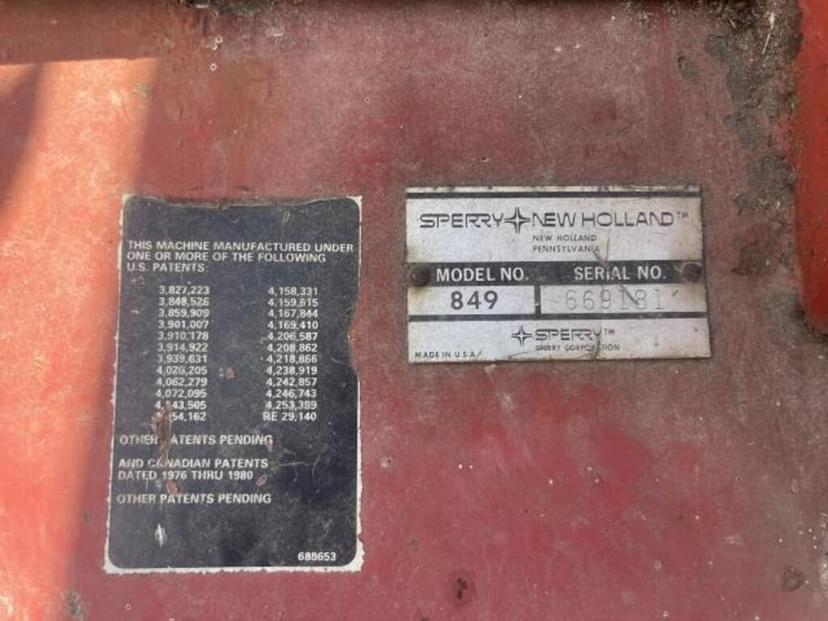 THIS MACHINE MANUFACTURED UNDER
ONE OR MORE OF THE FOLLOWING
U.S. PATENTS:
3,827,223 4,158,331
3,848,526 4,159,615
3,859,909 4,167,844
3,901,007 4,169,410
3,910,178 4,206,587
3,914,922 4,208,862
3,939,631 4,218,866
4,026,205 4,238,919
4,062,279 4,242,857
4,072,095 4,246,743
4,143,505 4,253,389
RE 29,140
OTHER PATENTS PENDING
AND CANADIAN PATENTS
DATED 1976 THRU 1980
OTHER PATENTS PENDING
688653
SPERRY NEW HOLLAND™
NEW HOLLAND
PENNSYLVANIA
MODEL NO. SERIAL NO.
849 669181
SPERRY™
MADE IN U.S.A. SPERRY CORPORATION